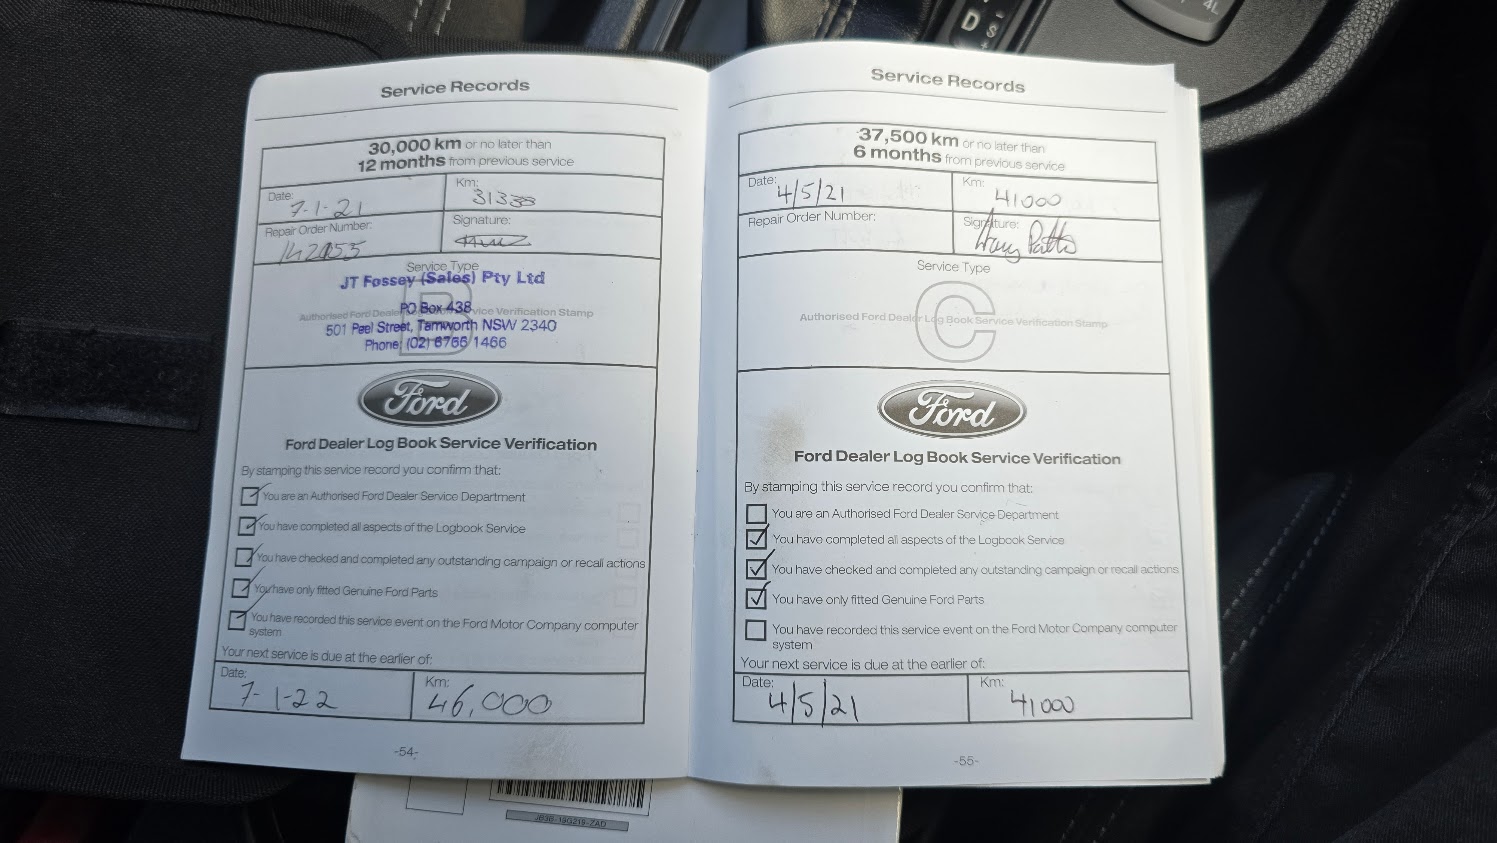 D
S
+
4L
Service Records
30,000 km or no later than
12 months from previous service
Date:
7-1-21
Km:
31333
Repair Order Number:
142053
Signature:
Service Type
JT Fossey (Sales) Pty Ltd
B
PO Box 438
Authorised Ford Dealer Service Verification Stamp
501 Peel Street, Tamworth NSW 2340
Phone: (02) 6766 1466
Ford
Ford Dealer Log Book Service Verification
By stamping this service record you confirm that:
You are an Authorised Ford Dealer Service Department
You have completed all aspects of the Logbook Service
You have checked and completed any outstanding campaign or recall actions
You have only fitted Genuine Ford Parts
You have recorded this service event on the Ford Motor Company computer
system
Your next service is due at the earlier of:
Date:
7-1-22
Km:
46,000
-54-
Service Records
37,500 km or no later than
6 months from previous service
Date:
4/5/21
Km:
41000
Repair Order Number:
Signature:
Service Type
C
Authorised Ford Dealer Log Book Service Verification Stamp
Ford
Ford Dealer Log Book Service Verification
By stamping this service record you confirm that:
You are an Authorised Ford Dealer Service Department
You have completed all aspects of the Logbook Service
You have checked and completed any outstanding campaign or recall actions
You have only fitted Genuine Ford Parts
You have recorded this service event on the Ford Motor Company computer
system
Your next service is due at the earlier of:
Date:
4/5/21
Km:
41000
-55-